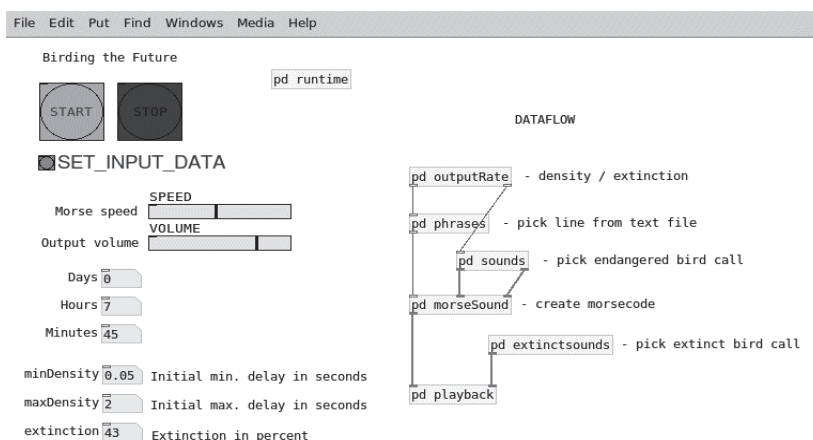 File Edit Put Find Windows Media Help
Birding the Future
pd runtime
START STOP
DATAFLOW
SET_INPUT_DATA
SPEED
Morse speed
VOLUME
Output volume
Days 0
Hours 7
Minutes 45
minDensity 0.05 Initial min. delay in seconds
maxDensity 2 Initial max. delay in seconds
extinction 43 Extinction in percent
pd outputRate - density / extinction
pd phrases - pick line from text file
pd sounds - pick endangered bird call
pd morseSound - create morsecode
pd extinctsounds - pick extinct bird call
pd playback